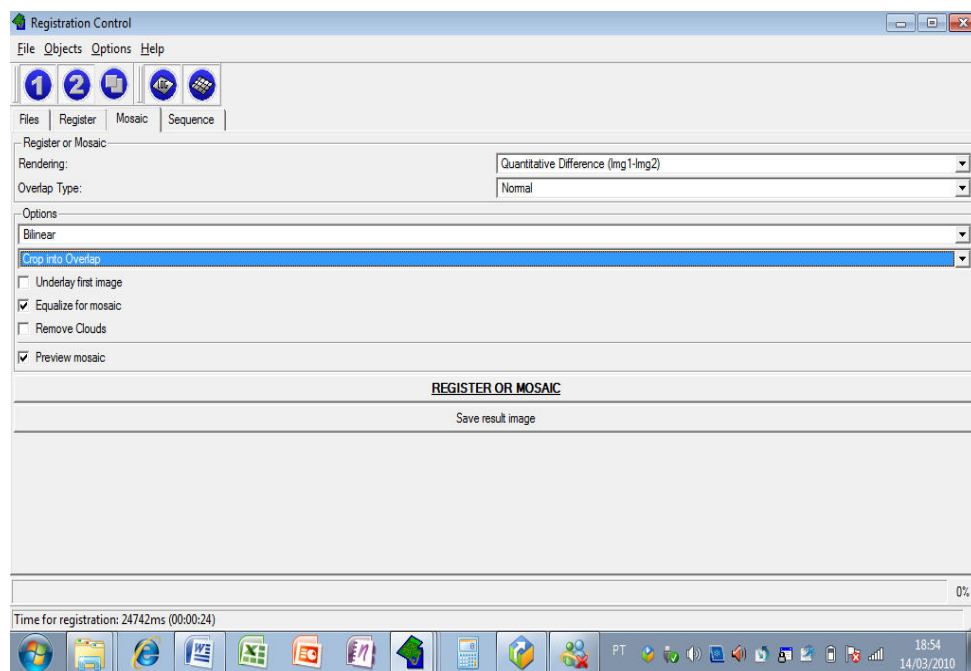 Registration Control
File Objects Options Help
1 2
Files Register Mosaic Sequence
Register or Mosaic
Rendering: Quantitative Difference (Img1-Img2)
Overlap Type: Normal
Options
Bilinear
Crop into Overlap
Underlay first image
Equalize for mosaic
Remove Clouds
Preview mosaic
REGISTER OR MOSAIC
Save result image
0%
Time for registration: 24742ms (00:00:24)
PT 18:54
14/03/2010